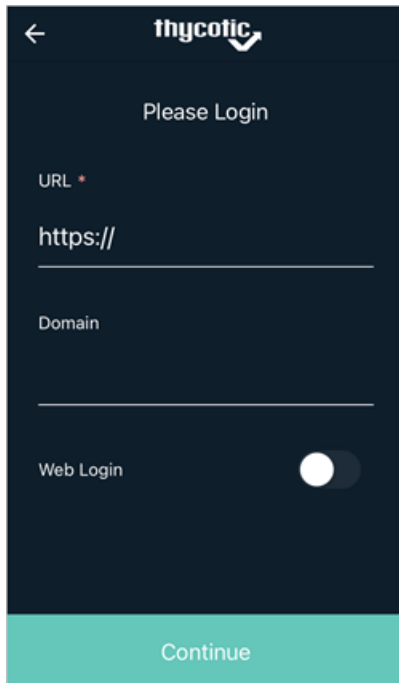 thycotic
Please Login
URL *
https://
Domain
Web Login
Continue